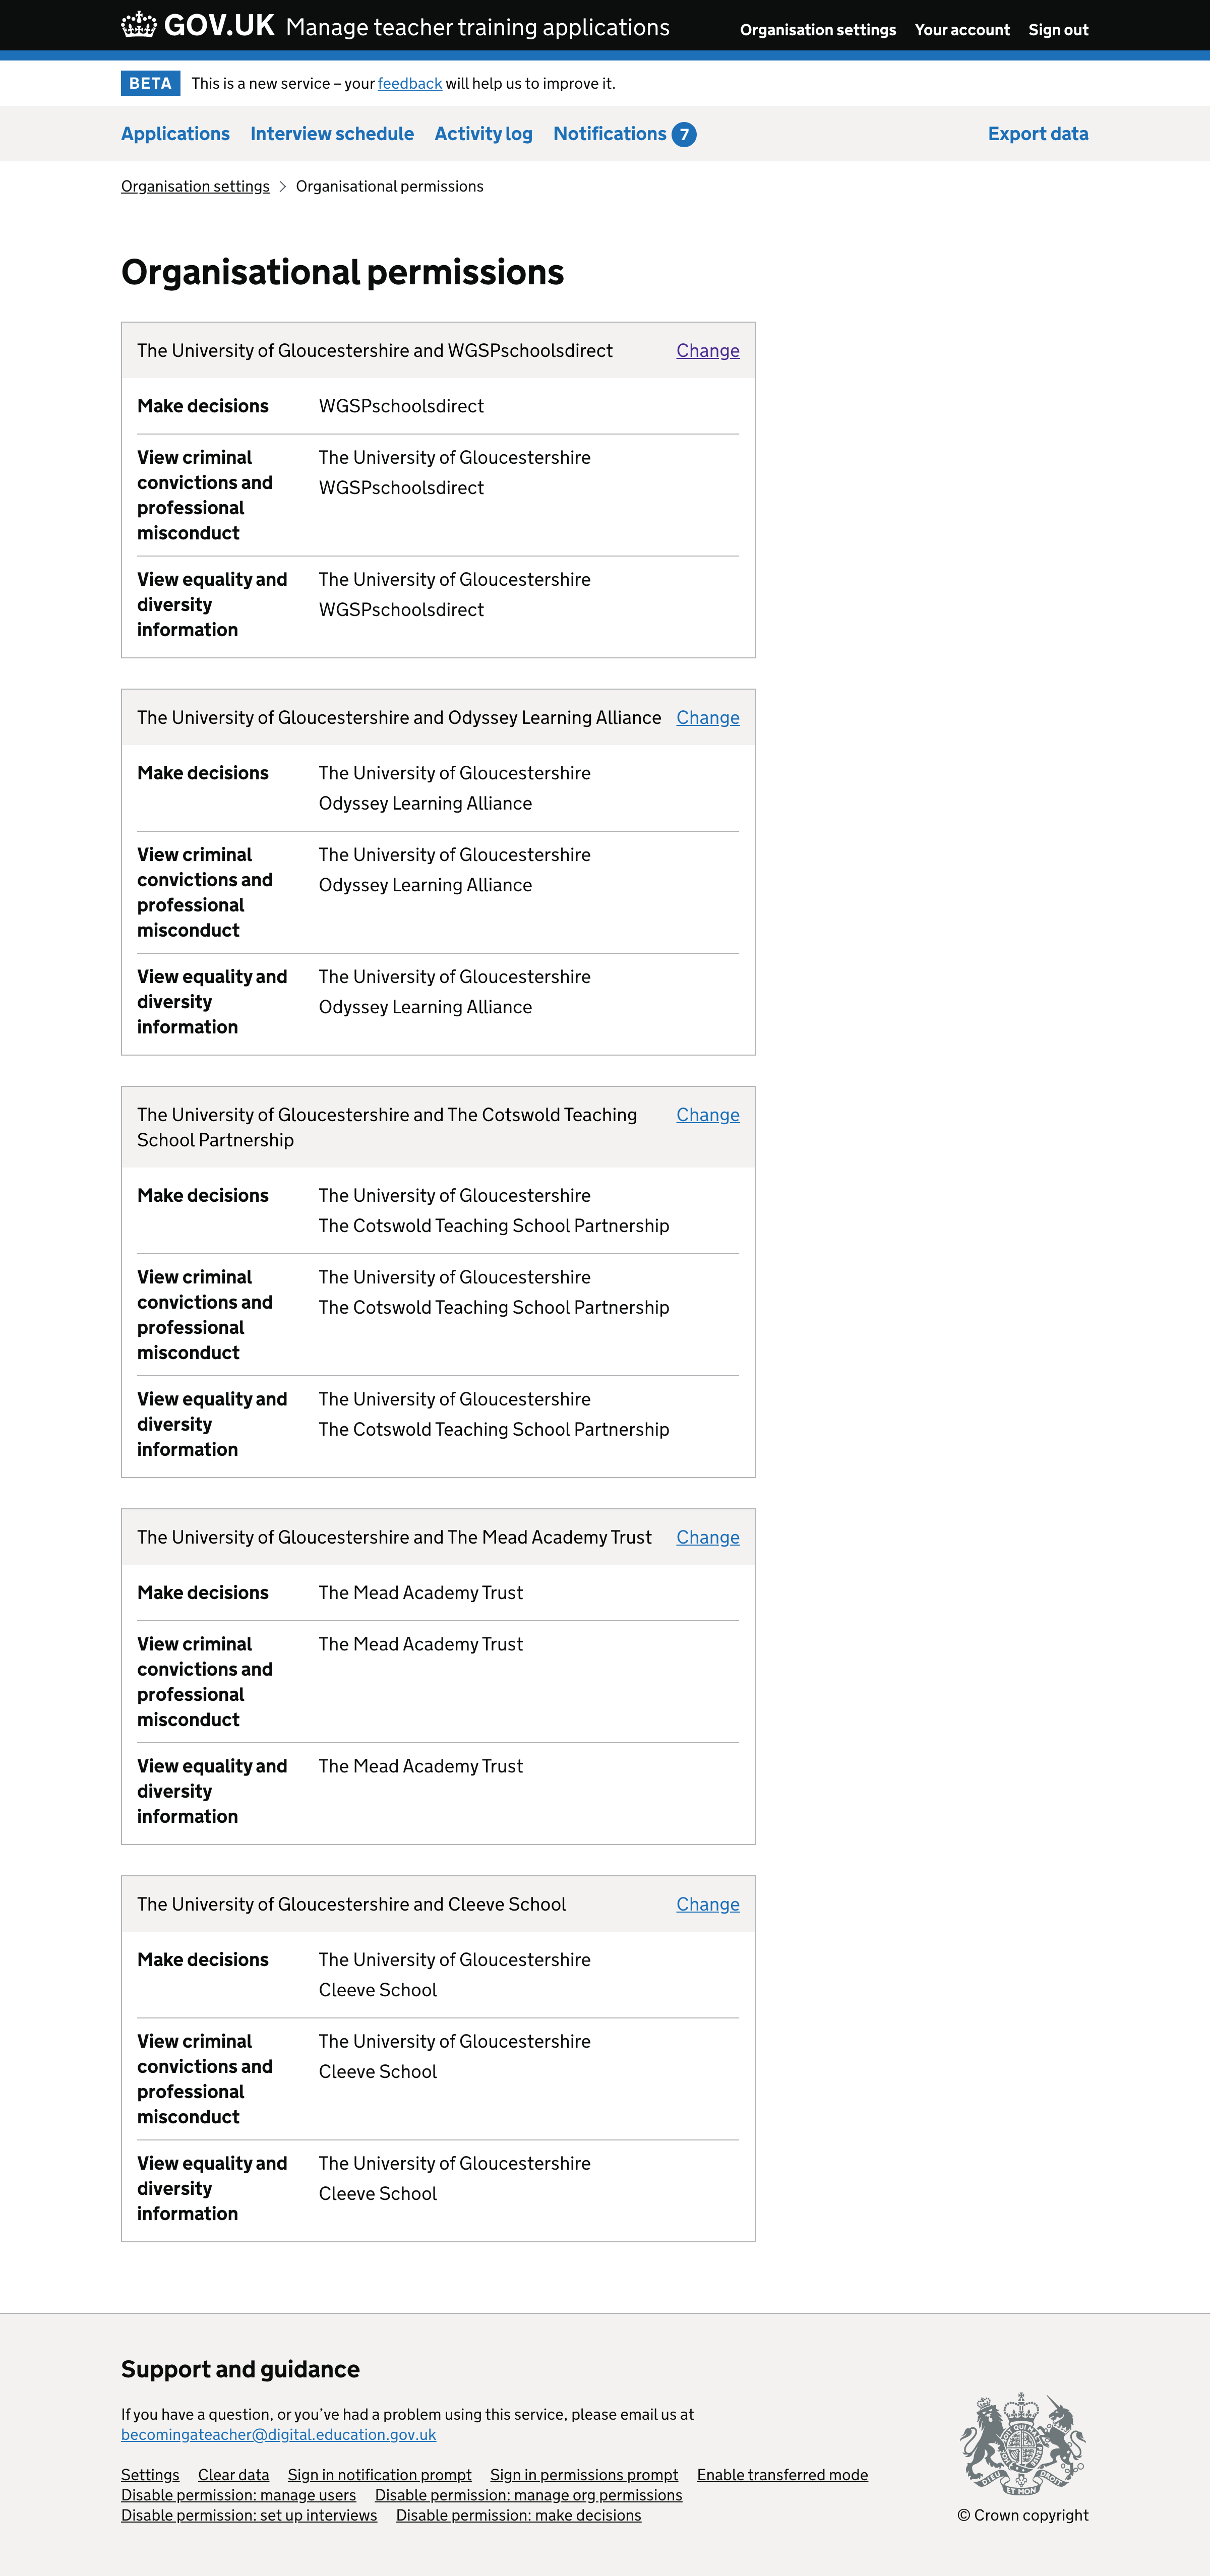 GOV.UK Manage teacher training applications Organisation settings Your account Sign out
BETA This is a new service – your feedback will help us to improve it.
Applications Interview schedule Activity log Notifications 7 Export data
Organisation settings > Organisational permissions
Organisational permissions
The University of Gloucestershire and WGSPschoolsdirect Change
Make decisions WGSPschoolsdirect
View criminal The University of Gloucestershire
convictions and WGSPschoolsdirect
professional
misconduct
View equality and The University of Gloucestershire
diversity WGSPschoolsdirect
information
The University of Gloucestershire and Odyssey Learning Alliance Change
Make decisions The University of Gloucestershire
Odyssey Learning Alliance
View criminal The University of Gloucestershire
convictions and Odyssey Learning Alliance
professional
misconduct
View equality and The University of Gloucestershire
diversity Odyssey Learning Alliance
information
The University of Gloucestershire and The Cotswold Teaching Change
School Partnership
Make decisions The University of Gloucestershire
The Cotswold Teaching School Partnership
View criminal The University of Gloucestershire
convictions and The Cotswold Teaching School Partnership
professional
misconduct
View equality and The University of Gloucestershire
diversity The Cotswold Teaching School Partnership
information
The University of Gloucestershire and The Mead Academy Trust Change
Make decisions The Mead Academy Trust
View criminal The Mead Academy Trust
convictions and
professional
misconduct
View equality and The Mead Academy Trust
diversity
information
The University of Gloucestershire and Cleeve School Change
Make decisions The University of Gloucestershire
Cleeve School
View criminal The University of Gloucestershire
convictions and Cleeve School
professional
misconduct
View equality and The University of Gloucestershire
diversity Cleeve School
information
Support and guidance
If you have a question, or you’ve had a problem using this service, please email us at
becomingateacher@digital.education.gov.uk
Settings Clear data Sign in notification prompt Sign in permissions prompt Enable transferred mode
Disable permission: manage users Disable permission: manage org permissions
Disable permission: set up interviews Disable permission: make decisions
© Crown copyright